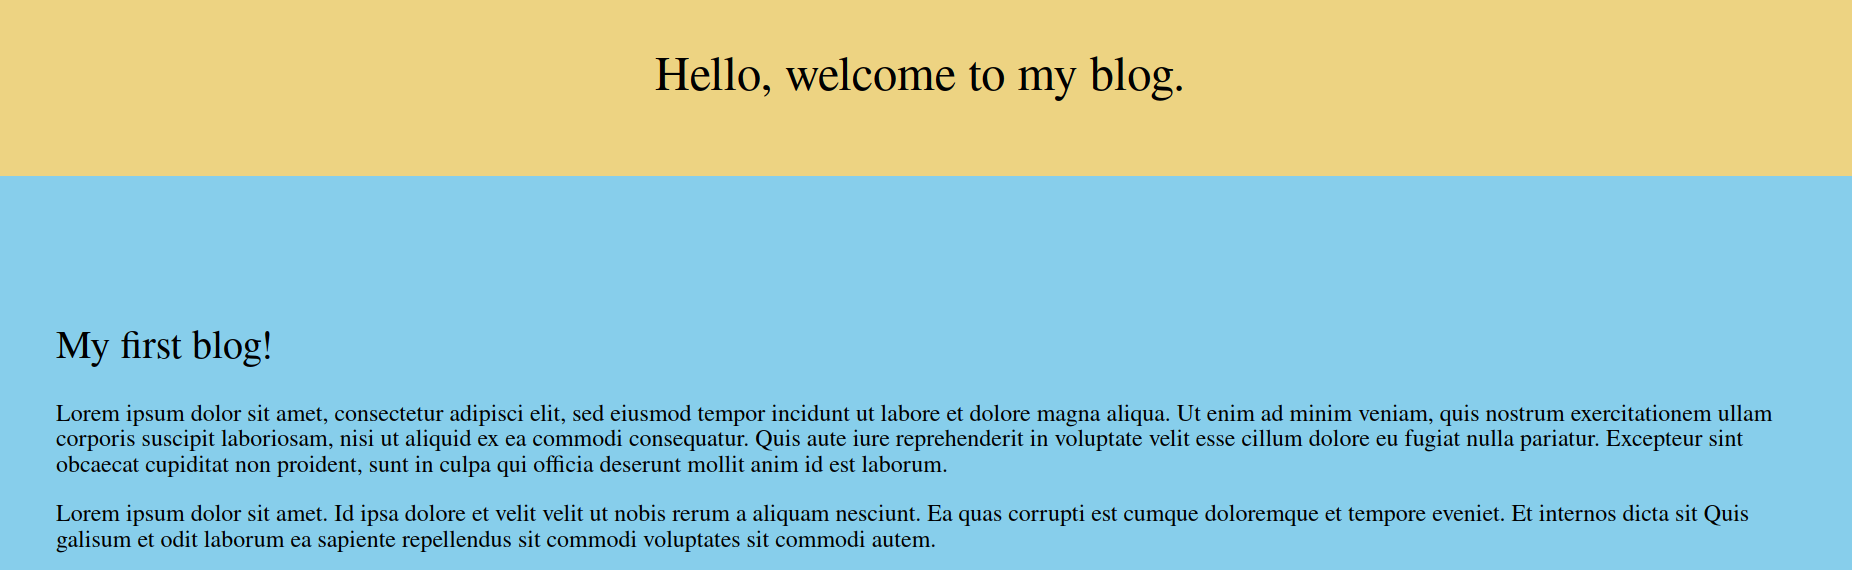 Hello, welcome to my blog.
My first blog!
Lorem ipsum dolor sit amet, consectetur adipisci elit, sed eiusmod tempor incidunt ut labore et dolore magna aliqua. Ut enim ad minim veniam, quis nostrum exercitationem ullam
corporis suscipit laboriosam, nisi ut aliquid ex ea commodi consequatur. Quis aute iure reprehenderit in voluptate velit esse cillum dolore eu fugiat nulla pariatur. Excepteur sint
obcaecat cupiditat non proident, sunt in culpa qui officia deserunt mollit anim id est laborum.
Lorem ipsum dolor sit amet. Id ipsa dolore et velit velit ut nobis rerum a aliquam nesciunt. Ea quas corrupti est cumque doloremque et tempore eveniet. Et internos dicta sit Quis
galisum et odit laborum ea sapiente repellendus sit commodi voluptates sit commodi autem.